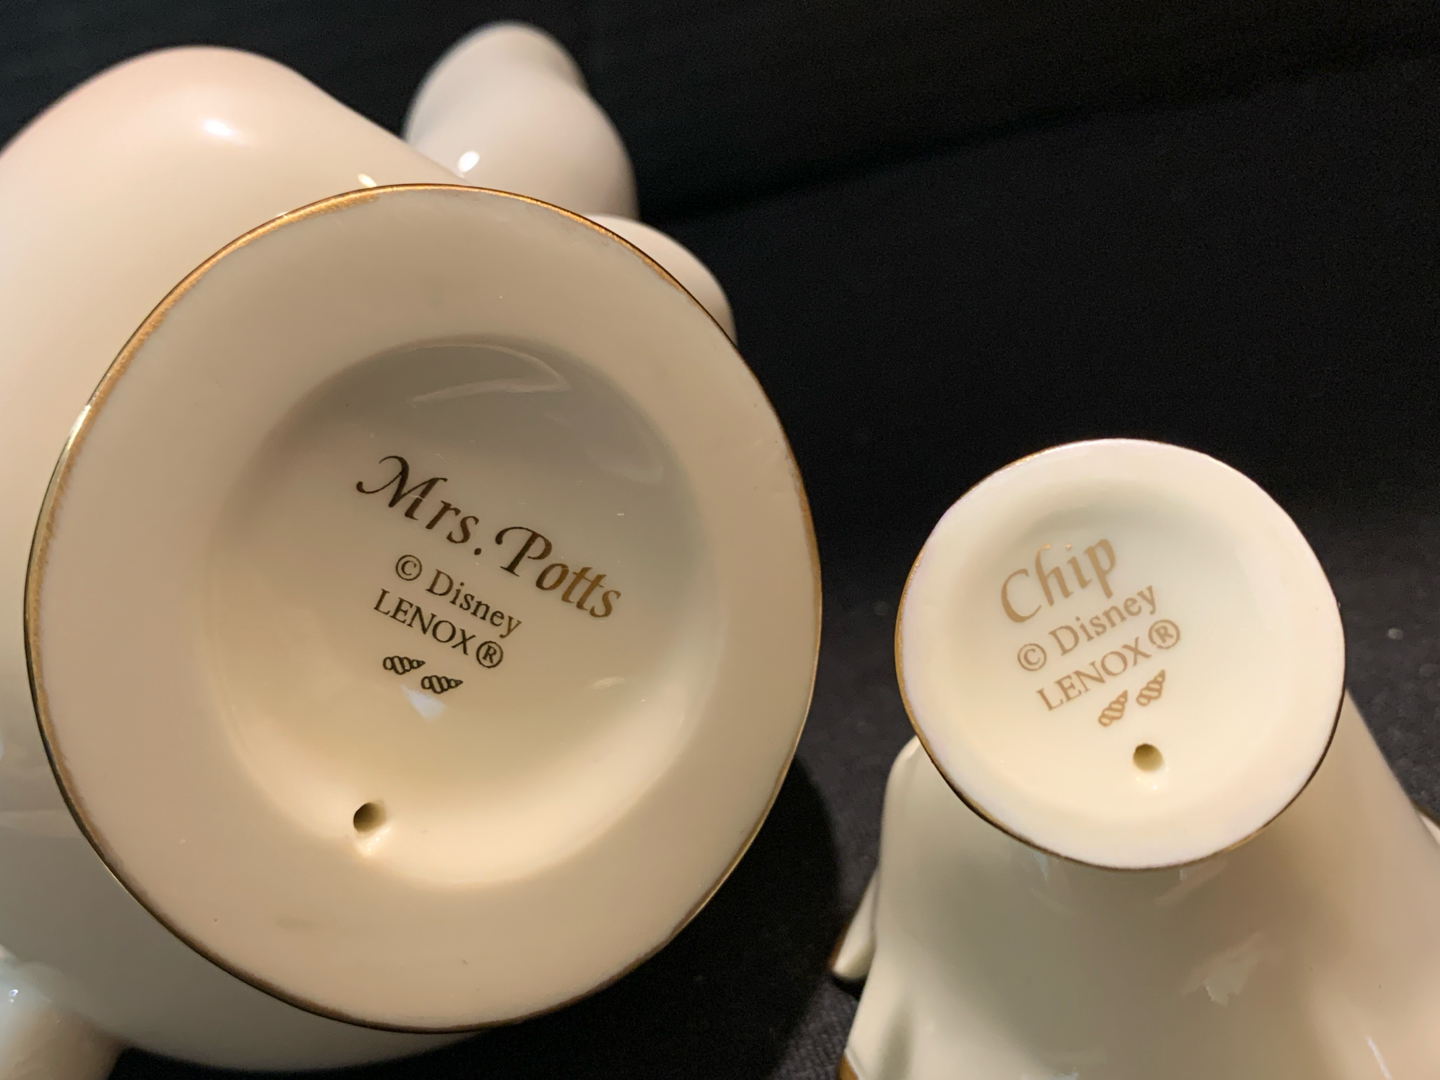 Mrs. Potts
© Disney
LENOX®
Chip
© Disney
LENOX®